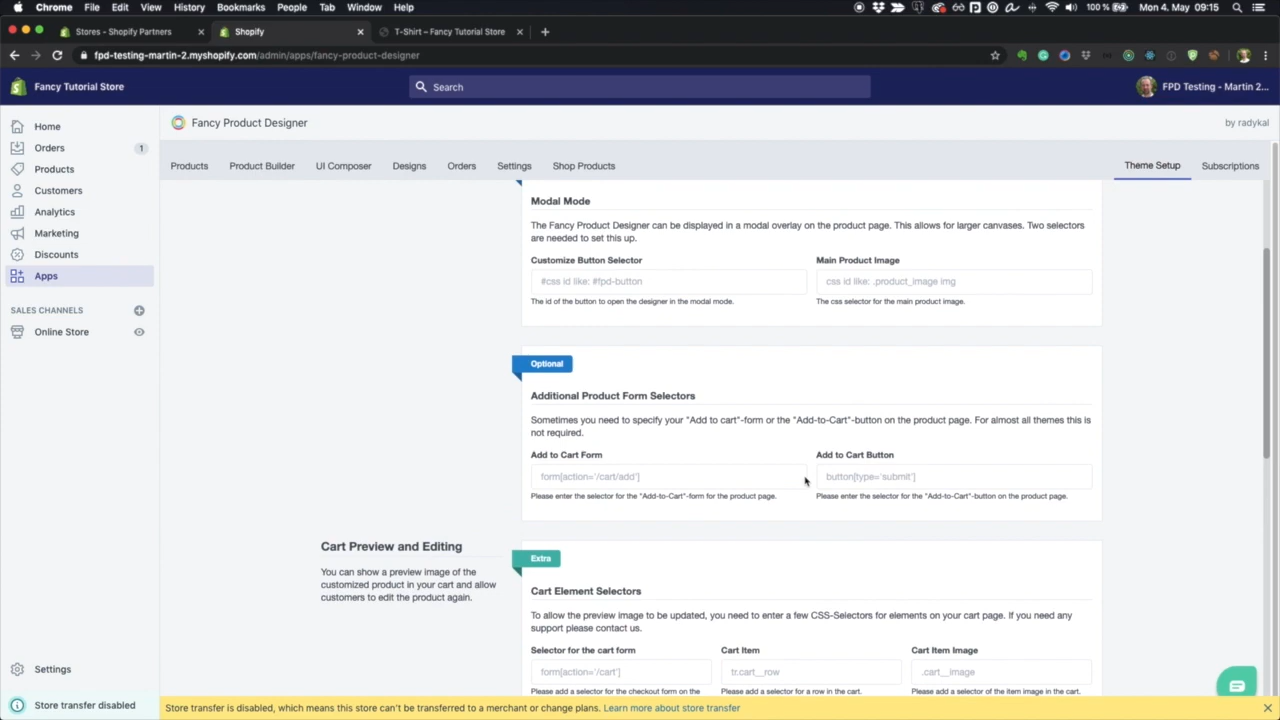 Chrome File Edit View History Bookmarks People Tab Window Help 100 % Mon 4. May 09:15
Stores - Shopify Partners
Shopify
T-Shirt – Fancy Tutorial Store
fpd-testing-martin-2.myshopify.com/admin/apps/fancy-product-designer
Fancy Tutorial Store
Search
FPD Testing - Martin 2...
Home
Orders 1
Products
Customers
Analytics
Marketing
Discounts
Apps
SALES CHANNELS
Online Store
Settings
Store transfer disabled
Fancy Product Designer
by radykal
Products Product Builder UI Composer Designs Orders Settings Shop Products Theme Setup Subscriptions
Modal Mode
The Fancy Product Designer can be displayed in a modal overlay on the product page. This allows for larger canvases. Two selectors
are needed to set this up.
Customize Button Selector
#css id like: #fpd-button
The id of the button to open the designer in the modal mode.
Main Product Image
css id like: .product_image img
The css selector for the main product image.
Optional
Additional Product Form Selectors
Sometimes you need to specify your "Add to cart"-form or the "Add-to-Cart"-button on the product page. For almost all themes this is
not required.
Add to Cart Form
form[action='/cart/add']
Please enter the selector for the "Add-to-Cart"-form for the product page.
Add to Cart Button
button[type='submit']
Please enter the selector for the "Add-to-Cart"-button on the product page.
Cart Preview and Editing
You can show a preview image of the
customized product in your cart and allow
customers to edit the product again.
Extra
Cart Element Selectors
To allow the preview image to be updated, you need to enter a few CSS-Selectors for elements on your cart page. If you need any
support please contact us.
Selector for the cart form
form[action='/cart']
Please add a selector for the checkout form on the
Cart Item
tr.cart__row
Please add a selector for a row in the cart.
Cart Item Image
.cart__image
Please add a selector of the item image in the cart.
Store transfer is disabled, which means this store can't be transferred to a merchant or change plans. Learn more about store transfer